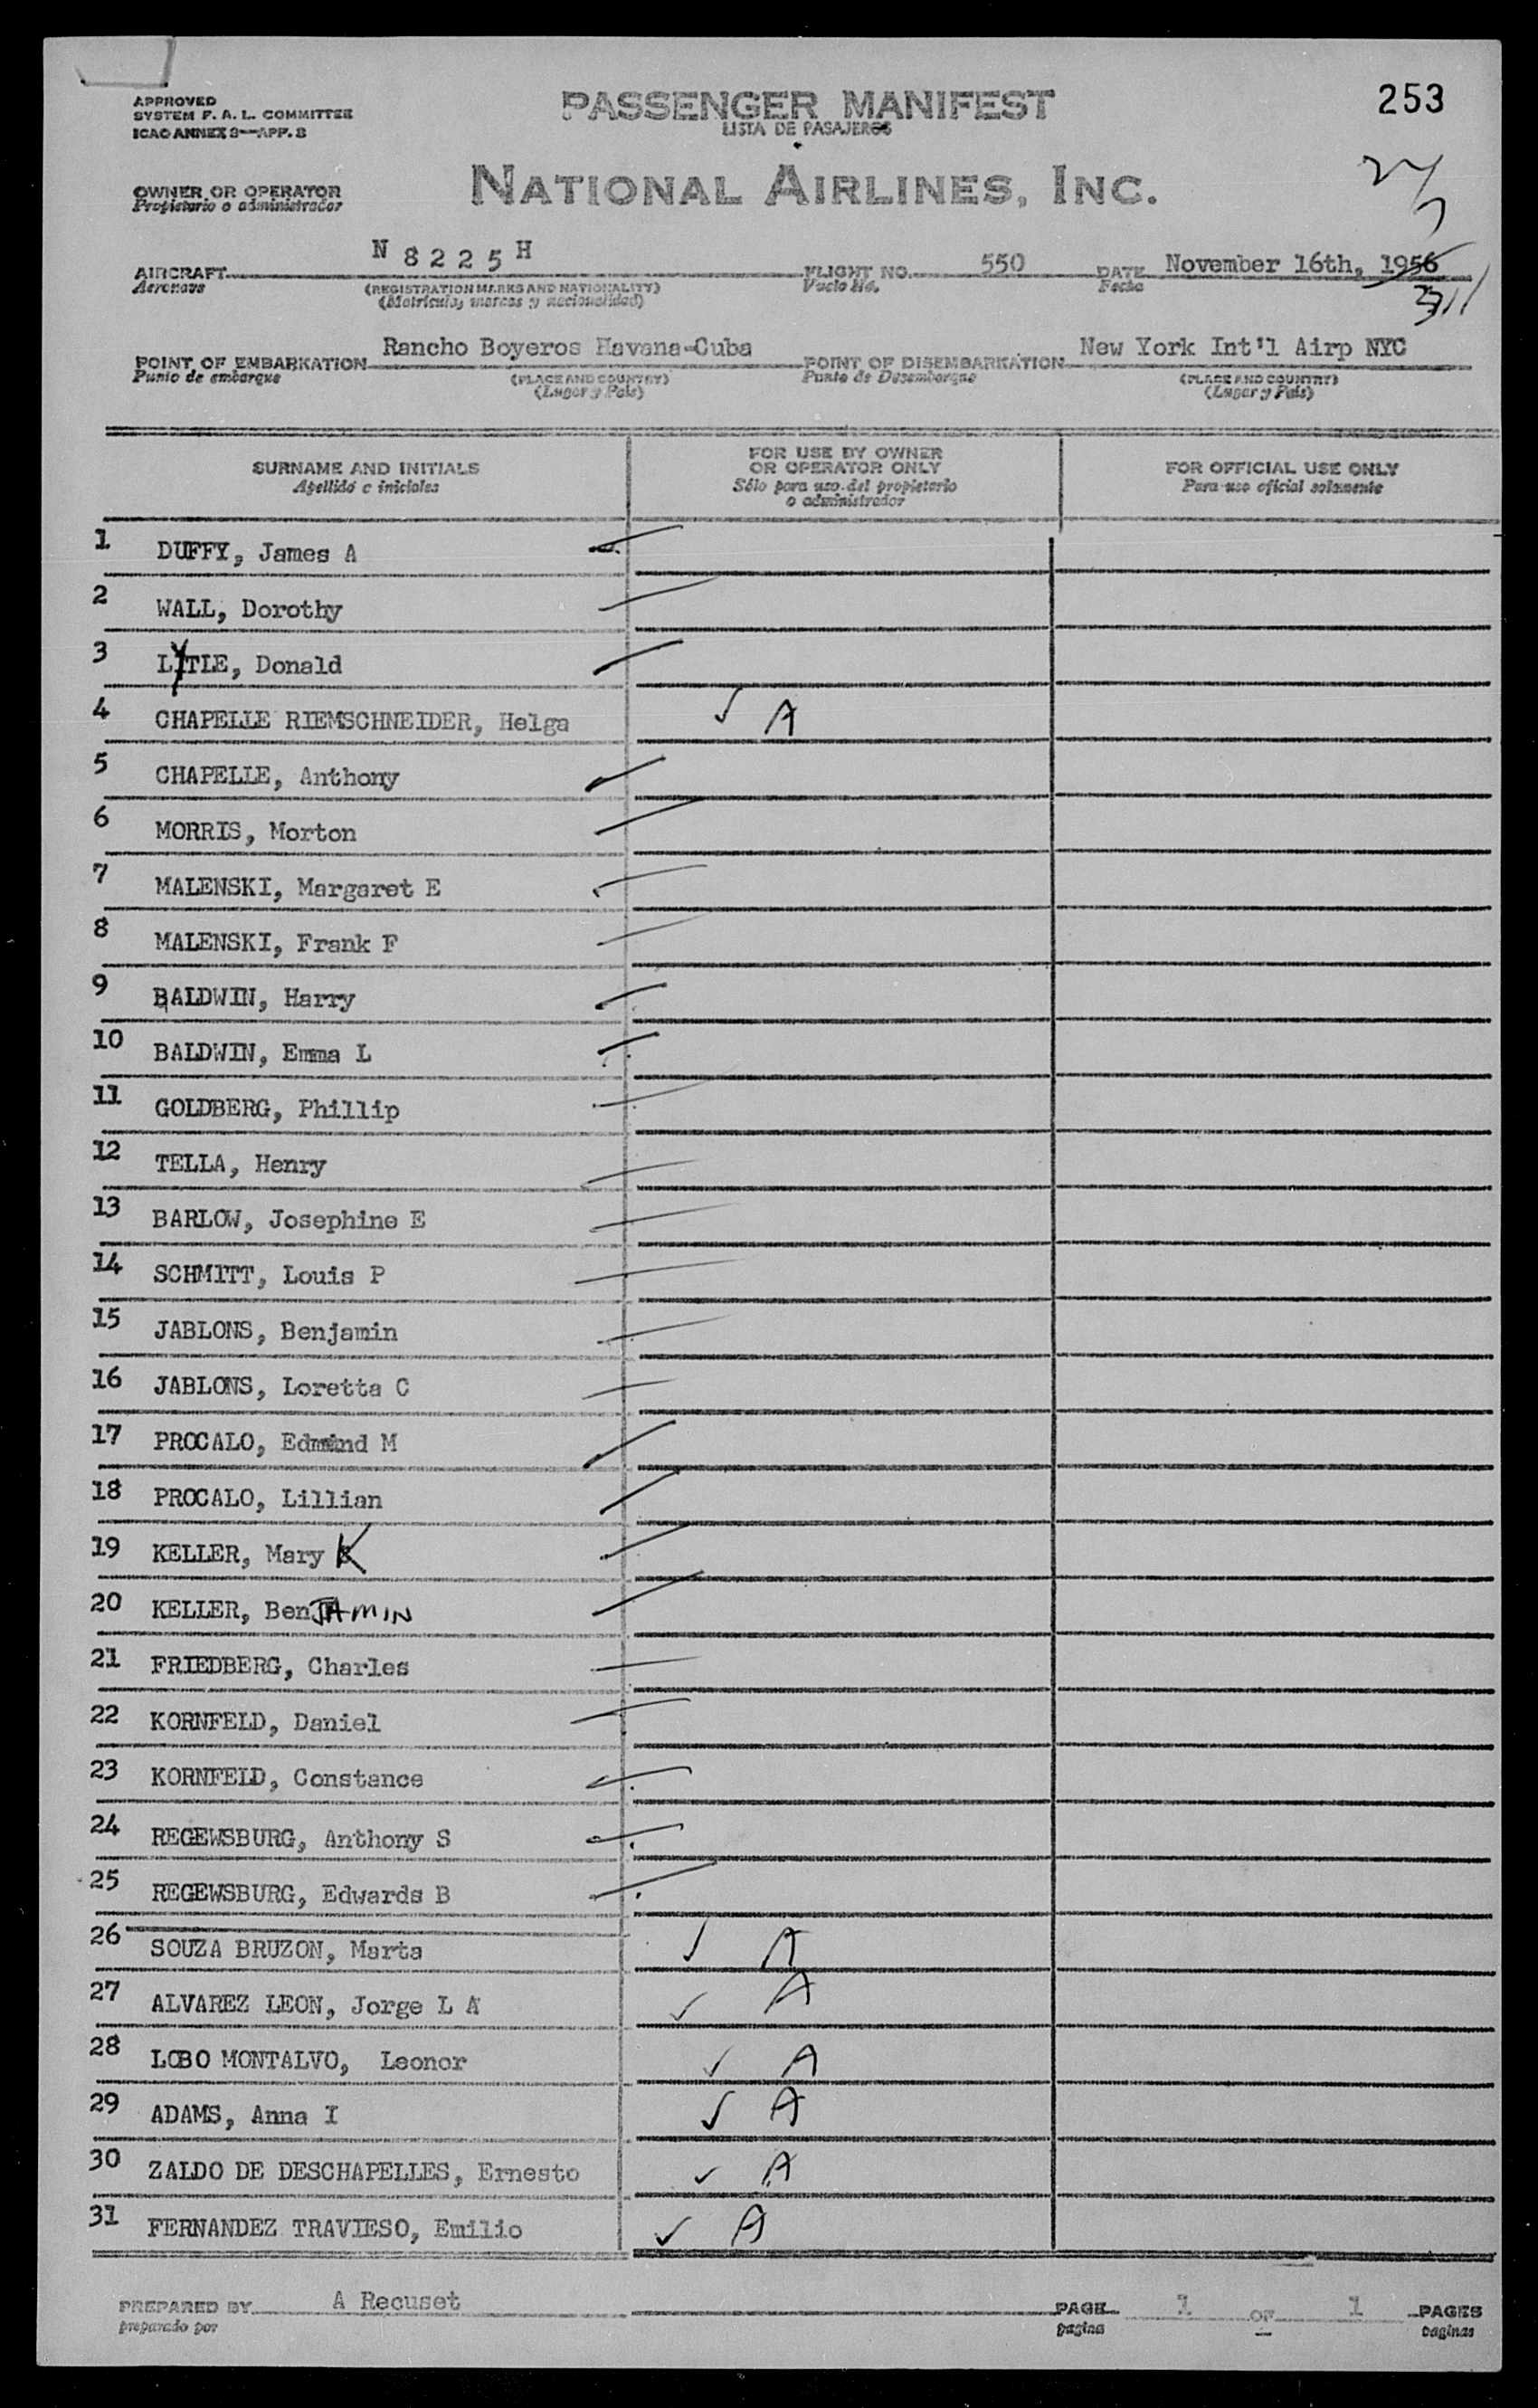 APPROVED
SYSTEM F. A. L. COMMITTEE
ICAO ANNEX 9—APP. 3
PASSENGER MANIFEST
LISTA DE PASAJEROS
253
OWNER OR OPERATOR
Propietario o administrador
NATIONAL AIRLINES, INC.
AIRCRAFT N 8225 H FLIGHT NO. 550 DATE November 16th, 1956
Aeronave (REGISTRATION MARKS AND NATIONALITY) Vuelo No. Fecha
(Matriculas, marcas y nacionalidad)
POINT OF EMBARKATION Rancho Boyeros Havana-Cuba POINT OF DISEMBARKATION New York Int'l Airp NYC
Punto de embarque (PLACE AND COUNTRY) Punto de Desembarque (PLACE AND COUNTRY)
(Lugar y Pais) (Lugar y Pais)
SURNAME AND INITIALS
Apellido e iniciales
FOR USE BY OWNER
OR OPERATOR ONLY
Sólo para uso del propietario
o administrador
FOR OFFICIAL USE ONLY
Para uso oficial solamente
1 DUFFY, James A
2 WALL, Dorothy
3 LYTLE, Donald
4 CHAPELLE RIEMSCHNEIDER, Helga ✓ A
5 CHAPELLE, Anthony
6 MORRIS, Morton
7 MALENSKI, Margaret E
8 MALENSKI, Frank F
9 BALDWIN, Harry
10 BALDWIN, Emma L
11 GOLDBERG, Phillip
12 TELLA, Henry
13 BARLOW, Josephine E
14 SCHMITT, Louis P
15 JABLONS, Benjamin
16 JABLONS, Loretta C
17 PROCALO, Edmund M
18 PROCALO, Lillian
19 KELLER, Mary K
20 KELLER, BenJAMIN
21 FRIEDBERG, Charles
22 KORNFELD, Daniel
23 KORNFELD, Constance
24 REGEWSBURG, Anthony S
25 REGEWSBURG, Edwards B
26 SOUZA BRUZON, Marta ✓ A
27 ALVAREZ LEON, Jorge L A ✓ A
28 LOBO MONTALVO, Leonor ✓ A
29 ADAMS, Anna I ✓ A
30 ZALDO DE DESCHAPELLES, Ernesto ✓ A
31 FERNANDEZ TRAVIESO, Emilio ✓ A
PREPARED BY A Recuset PAGE 1 OF 1 PAGES
preparado por pagina paginas